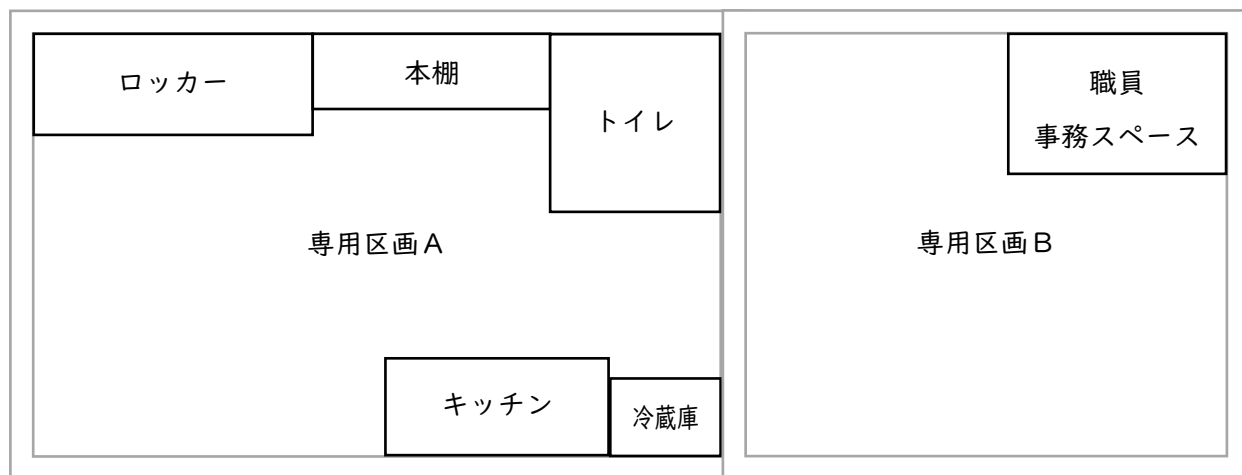 ロッカー
本棚
トイレ
専用区画A
キッチン
冷蔵庫
職員
事務スペース
専用区画B